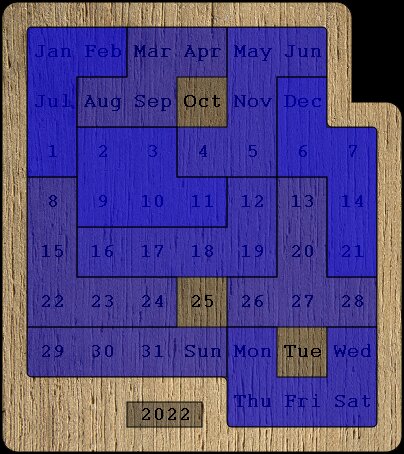 Jan Feb Mar Apr May Jun
Jul Aug Sep Oct Nov Dec
1 2 3 4 5 6 7
8 9 10 11 12 13 14
15 16 17 18 19 20 21
22 23 24 25 26 27 28
29 30 31 Sun Mon Tue Wed
Thu Fri Sat
2022